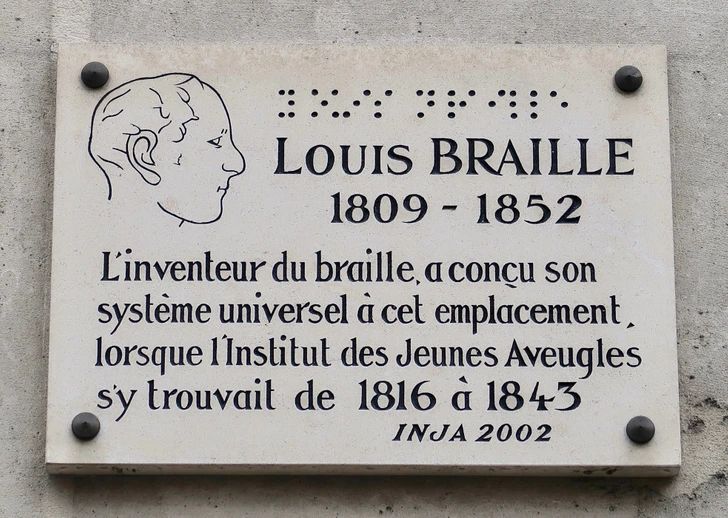 LOUIS BRAILLE
1809 - 1852
L'inventeur du braille, a conçu son
système universel à cet emplacement,
lorsque l'Institut des Jeunes Aveugles
s'y trouvait de 1816 à 1843
INJA 2002